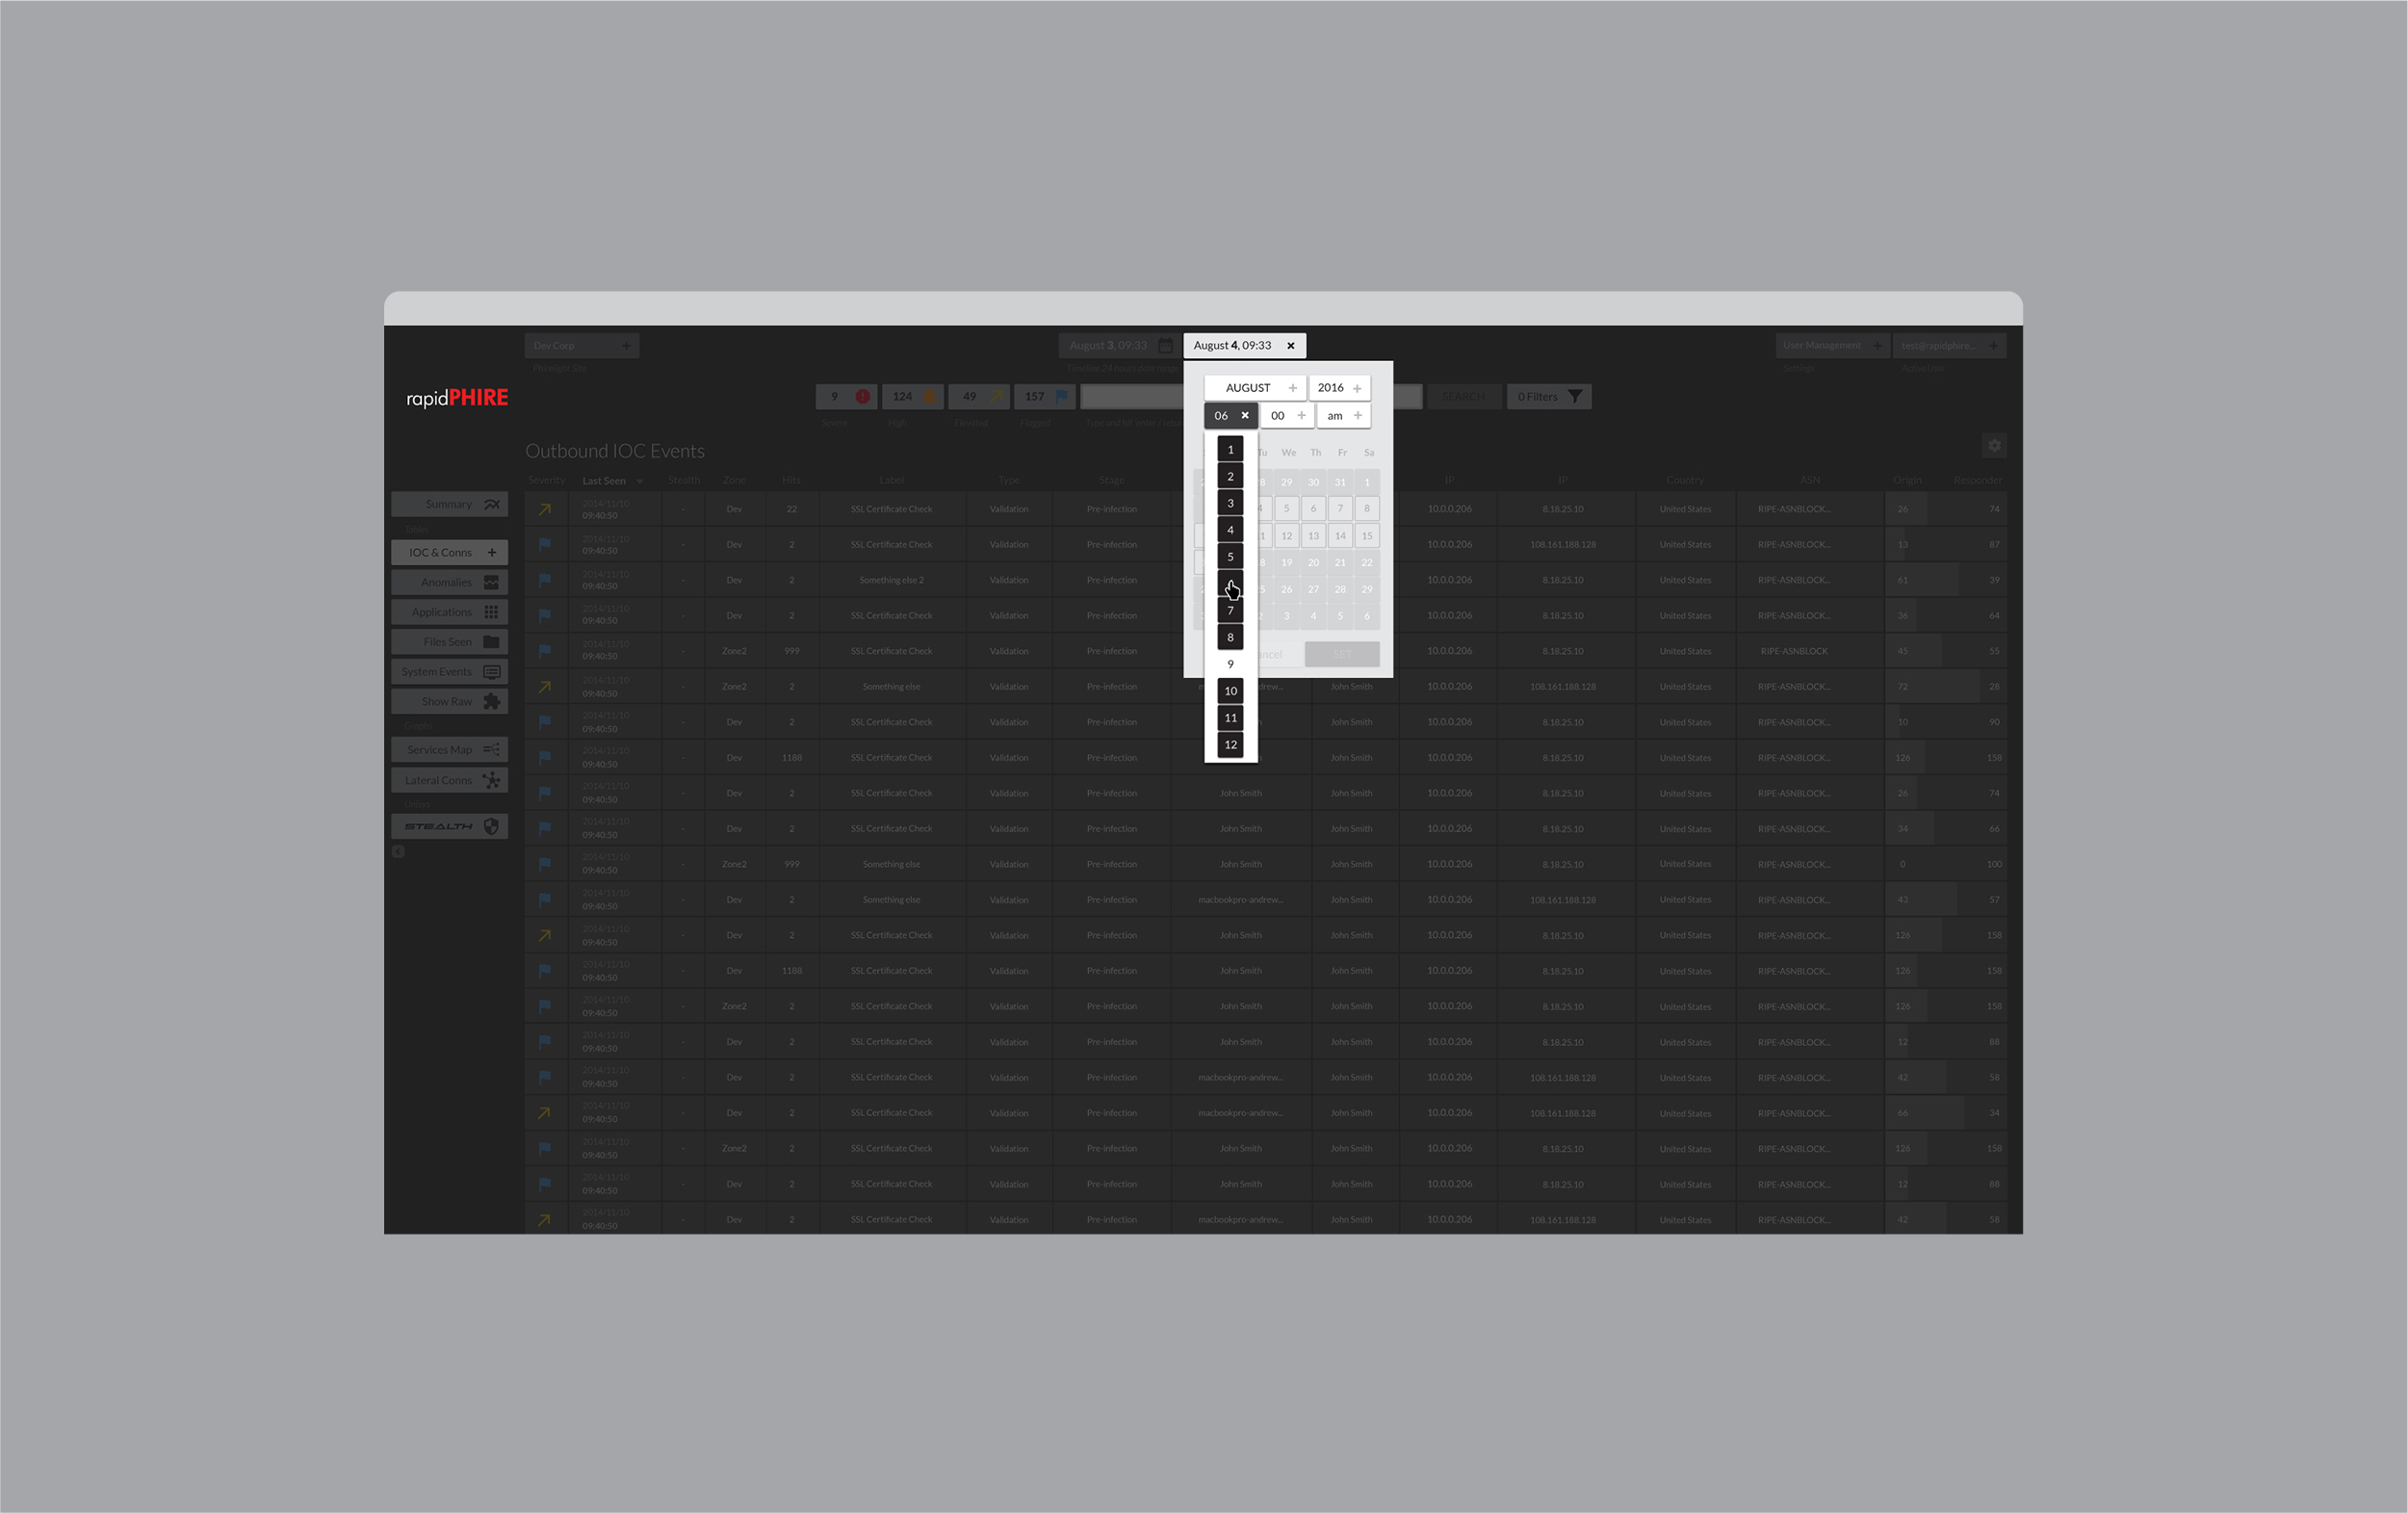 Dev Corp +
Phirelight Site
August 3, 09:33
August 4, 09:33 ×
User Management +
Settings
test@rapidphire... +
Active User
rapidPHIRE
9
124
49
157
Severe
High
Elevated
Flagged
SEARCH
0 Filters
AUGUST +
2016 +
06 ×
00 +
am +
1
2
3
4
5
7
8
9
10
11
12
Tu We Th Fr Sa
29 30 31 1
5 6 7 8
12 13 14 15
19 20 21 22
26 27 28 29
3 4 5 6
SET
Outbound IOC Events
Summary
Tables
IOC & Conns +
Anomalies
Applications
Files Seen
System Events
Show Raw
Graphs
Services Map
Lateral Conns
Unisys
STEALTH
Severity Last Seen Stealth Zone Hits Label Type Stage IP IP Country ASN Origin Responder
2014/11/10 09:40:50 - Dev 22 SSL Certificate Check Validation Pre-infection 10.0.0.206 8.18.25.10 United States RIPE-ASNBLOCK... 26 74
2014/11/10 09:40:50 - Dev 2 SSL Certificate Check Validation Pre-infection 10.0.0.206 108.161.188.128 United States RIPE-ASNBLOCK... 13 87
2014/11/10 09:40:50 - Dev 2 Something else 2 Validation Pre-infection 10.0.0.206 8.18.25.10 United States RIPE-ASNBLOCK... 61 39
2014/11/10 09:40:50 - Dev 2 SSL Certificate Check Validation Pre-infection 10.0.0.206 8.18.25.10 United States RIPE-ASNBLOCK... 36 64
2014/11/10 09:40:50 - Zone2 999 SSL Certificate Check Validation Pre-infection 10.0.0.206 8.18.25.10 United States RIPE-ASNBLOCK 45 55
2014/11/10 09:40:50 - Zone2 2 Something else Validation Pre-infection John Smith 10.0.0.206 108.161.188.128 United States RIPE-ASNBLOCK... 72 28
2014/11/10 09:40:50 - Zone2 2 SSL Certificate Check Validation Pre-infection John Smith 10.0.0.206 8.18.25.10 United States RIPE-ASNBLOCK... 10 90
2014/11/10 09:40:50 - Dev 1188 SSL Certificate Check Validation Pre-infection John Smith 10.0.0.206 8.18.25.10 United States RIPE-ASNBLOCK... 126 158
2014/11/10 09:40:50 - Dev 2 SSL Certificate Check Validation Pre-infection John Smith John Smith 10.0.0.206 8.18.25.10 United States RIPE-ASNBLOCK... 26 74
2014/11/10 09:40:50 - Dev 2 SSL Certificate Check Validation Pre-infection John Smith John Smith 10.0.0.206 8.18.25.10 United States RIPE-ASNBLOCK... 34 66
2014/11/10 09:40:50 - Zone2 999 Something else Validation Pre-infection John Smith John Smith 10.0.0.206 8.18.25.10 United States RIPE-ASNBLOCK... 0 100
2014/11/10 09:40:50 - Dev 2 Something else Validation Pre-infection macbookpro-andrew... John Smith 10.0.0.206 108.161.188.128 United States RIPE-ASNBLOCK... 43 57
2014/11/10 09:40:50 - Dev 2 SSL Certificate Check Validation Pre-infection John Smith John Smith 10.0.0.206 8.18.25.10 United States RIPE-ASNBLOCK... 126 158
2014/11/10 09:40:50 - Dev 1188 SSL Certificate Check Validation Pre-infection John Smith John Smith 10.0.0.206 8.18.25.10 United States RIPE-ASNBLOCK... 126 158
2014/11/10 09:40:50 - Zone2 2 SSL Certificate Check Validation Pre-infection John Smith John Smith 10.0.0.206 8.18.25.10 United States RIPE-ASNBLOCK... 126 158
2014/11/10 09:40:50 - Dev 2 SSL Certificate Check Validation Pre-infection John Smith John Smith 10.0.0.206 8.18.25.10 United States RIPE-ASNBLOCK... 12 88
2014/11/10 09:40:50 - Dev 2 SSL Certificate Check Validation Pre-infection macbookpro-andrew... John Smith 10.0.0.206 108.161.188.128 United States RIPE-ASNBLOCK... 42 58
2014/11/10 09:40:50 - Dev 2 SSL Certificate Check Validation Pre-infection macbookpro-andrew... John Smith 10.0.0.206 108.161.188.128 United States RIPE-ASNBLOCK... 66 34
2014/11/10 09:40:50 - Zone2 2 SSL Certificate Check Validation Pre-infection John Smith John Smith 10.0.0.206 8.18.25.10 United States RIPE-ASNBLOCK... 126 158
2014/11/10 09:40:50 - Dev 2 SSL Certificate Check Validation Pre-infection John Smith John Smith 10.0.0.206 8.18.25.10 United States RIPE-ASNBLOCK... 12 88
2014/11/10 09:40:50 - Dev 2 SSL Certificate Check Validation Pre-infection macbookpro-andrew... John Smith 10.0.0.206 108.161.188.128 United States RIPE-ASNBLOCK... 42 58